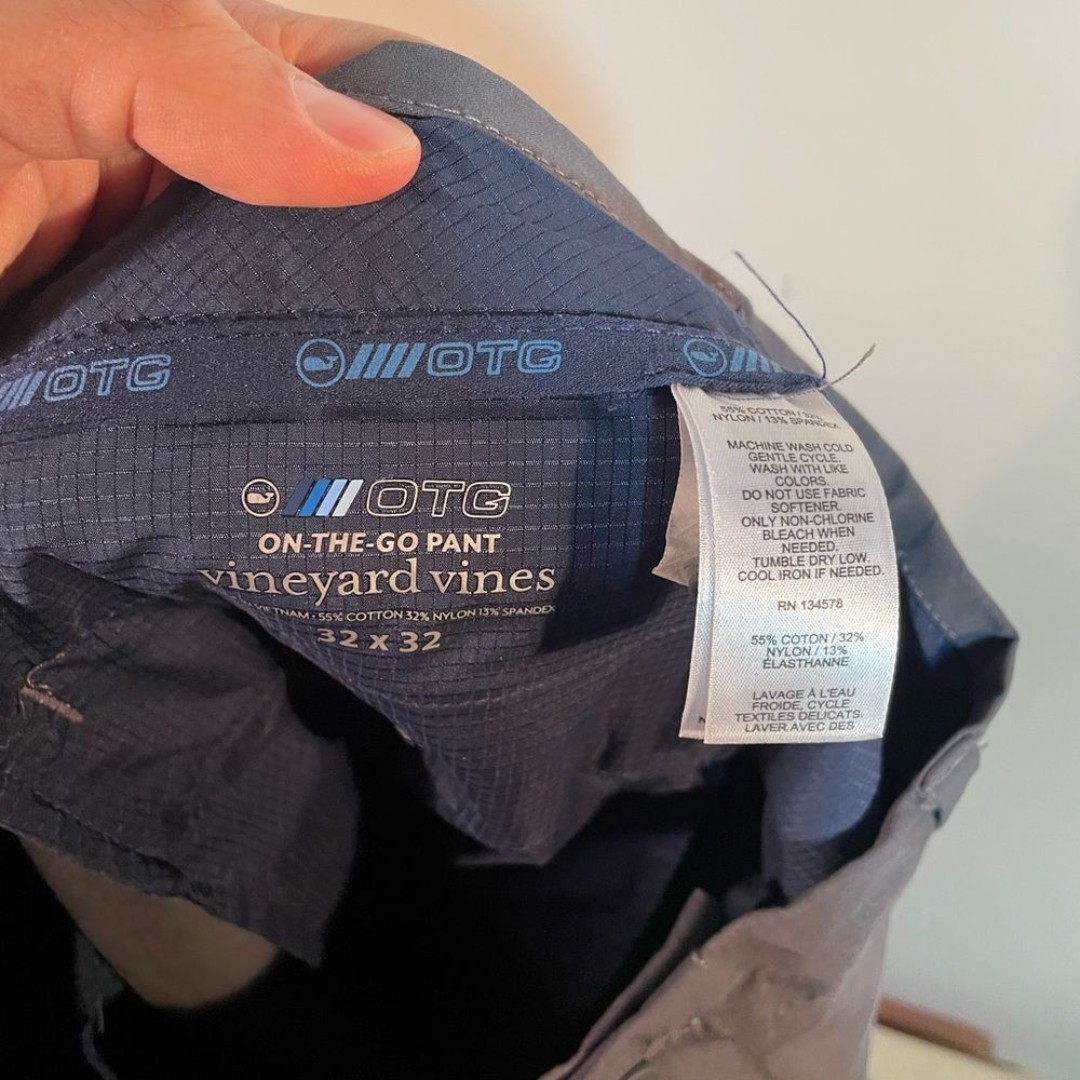 OTG
OTG
OTG
ON-THE-GO PANT
vineyard vines
VIETNAM • 55% COTTON 32% NYLON 13% SPANDEX
32 x 32
55% COTTON / 32%
NYLON / 13% SPANDEX
MACHINE WASH COLD
GENTLE CYCLE.
WASH WITH LIKE
COLORS.
DO NOT USE FABRIC
SOFTENER.
ONLY NON-CHLORINE
BLEACH WHEN
NEEDED.
TUMBLE DRY LOW.
COOL IRON IF NEEDED.
RN 134578
55% COTON / 32%
NYLON / 13%
ÉLASTHANNE
LAVAGE À L'EAU
FROIDE, CYCLE
TEXTILES DELICATS.
LAVER AVEC DES